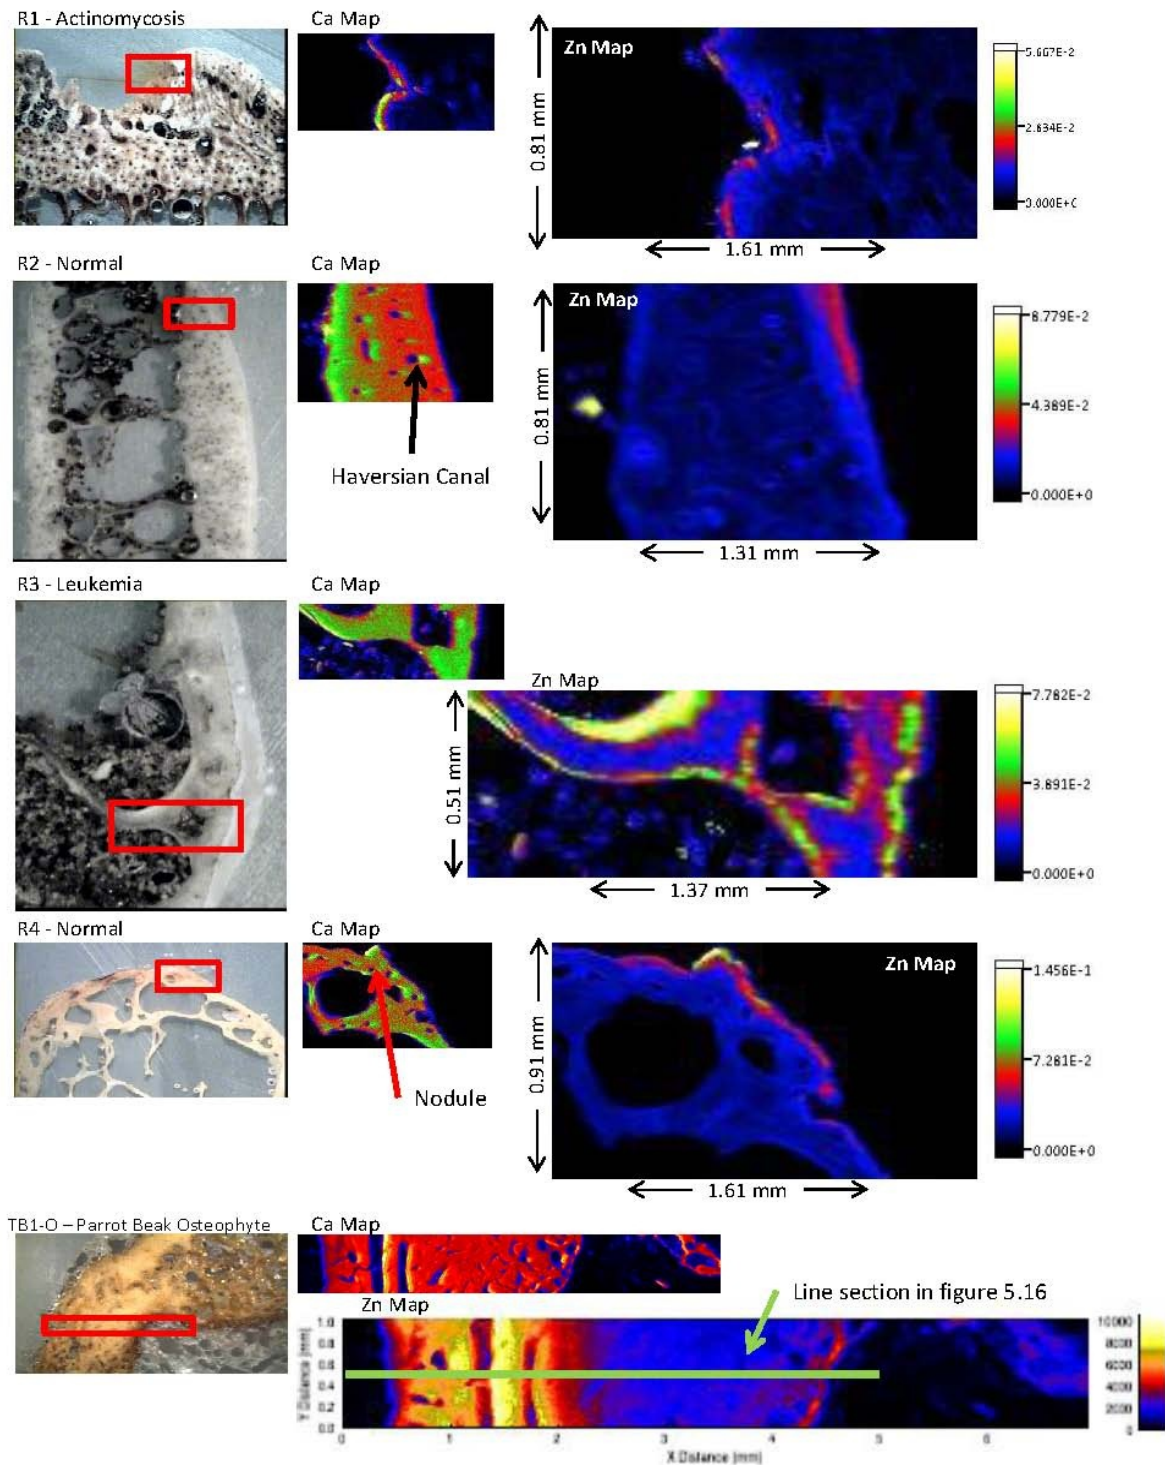 R1 - Actinomycosis
Ca Map
Zn Map
0.81 mm
1.61 mm
5.667E-2
2.834E-2
0.000E+0
R2 - Normal
Ca Map
Zn Map
Haversian Canal
0.81 mm
1.31 mm
8.779E-2
4.389E-2
0.000E+0
R3 - Leukemia
Ca Map
Zn Map
0.51 mm
1.37 mm
7.782E-2
3.891E-2
0.000E+0
R4 - Normal
Ca Map
Zn Map
Nodule
0.91 mm
1.61 mm
1.456E-1
7.281E-2
0.000E+0
TB1-O – Parrot Beak Osteophyte
Ca Map
Line section in figure 5.16
Zn Map
Y Distance [mm]
1.0
0.8
0.6
0.4
0.2
0.0
0 1 2 3 4 5 6
X Distance [mm]
10000
8000
6000
4000
2000
0